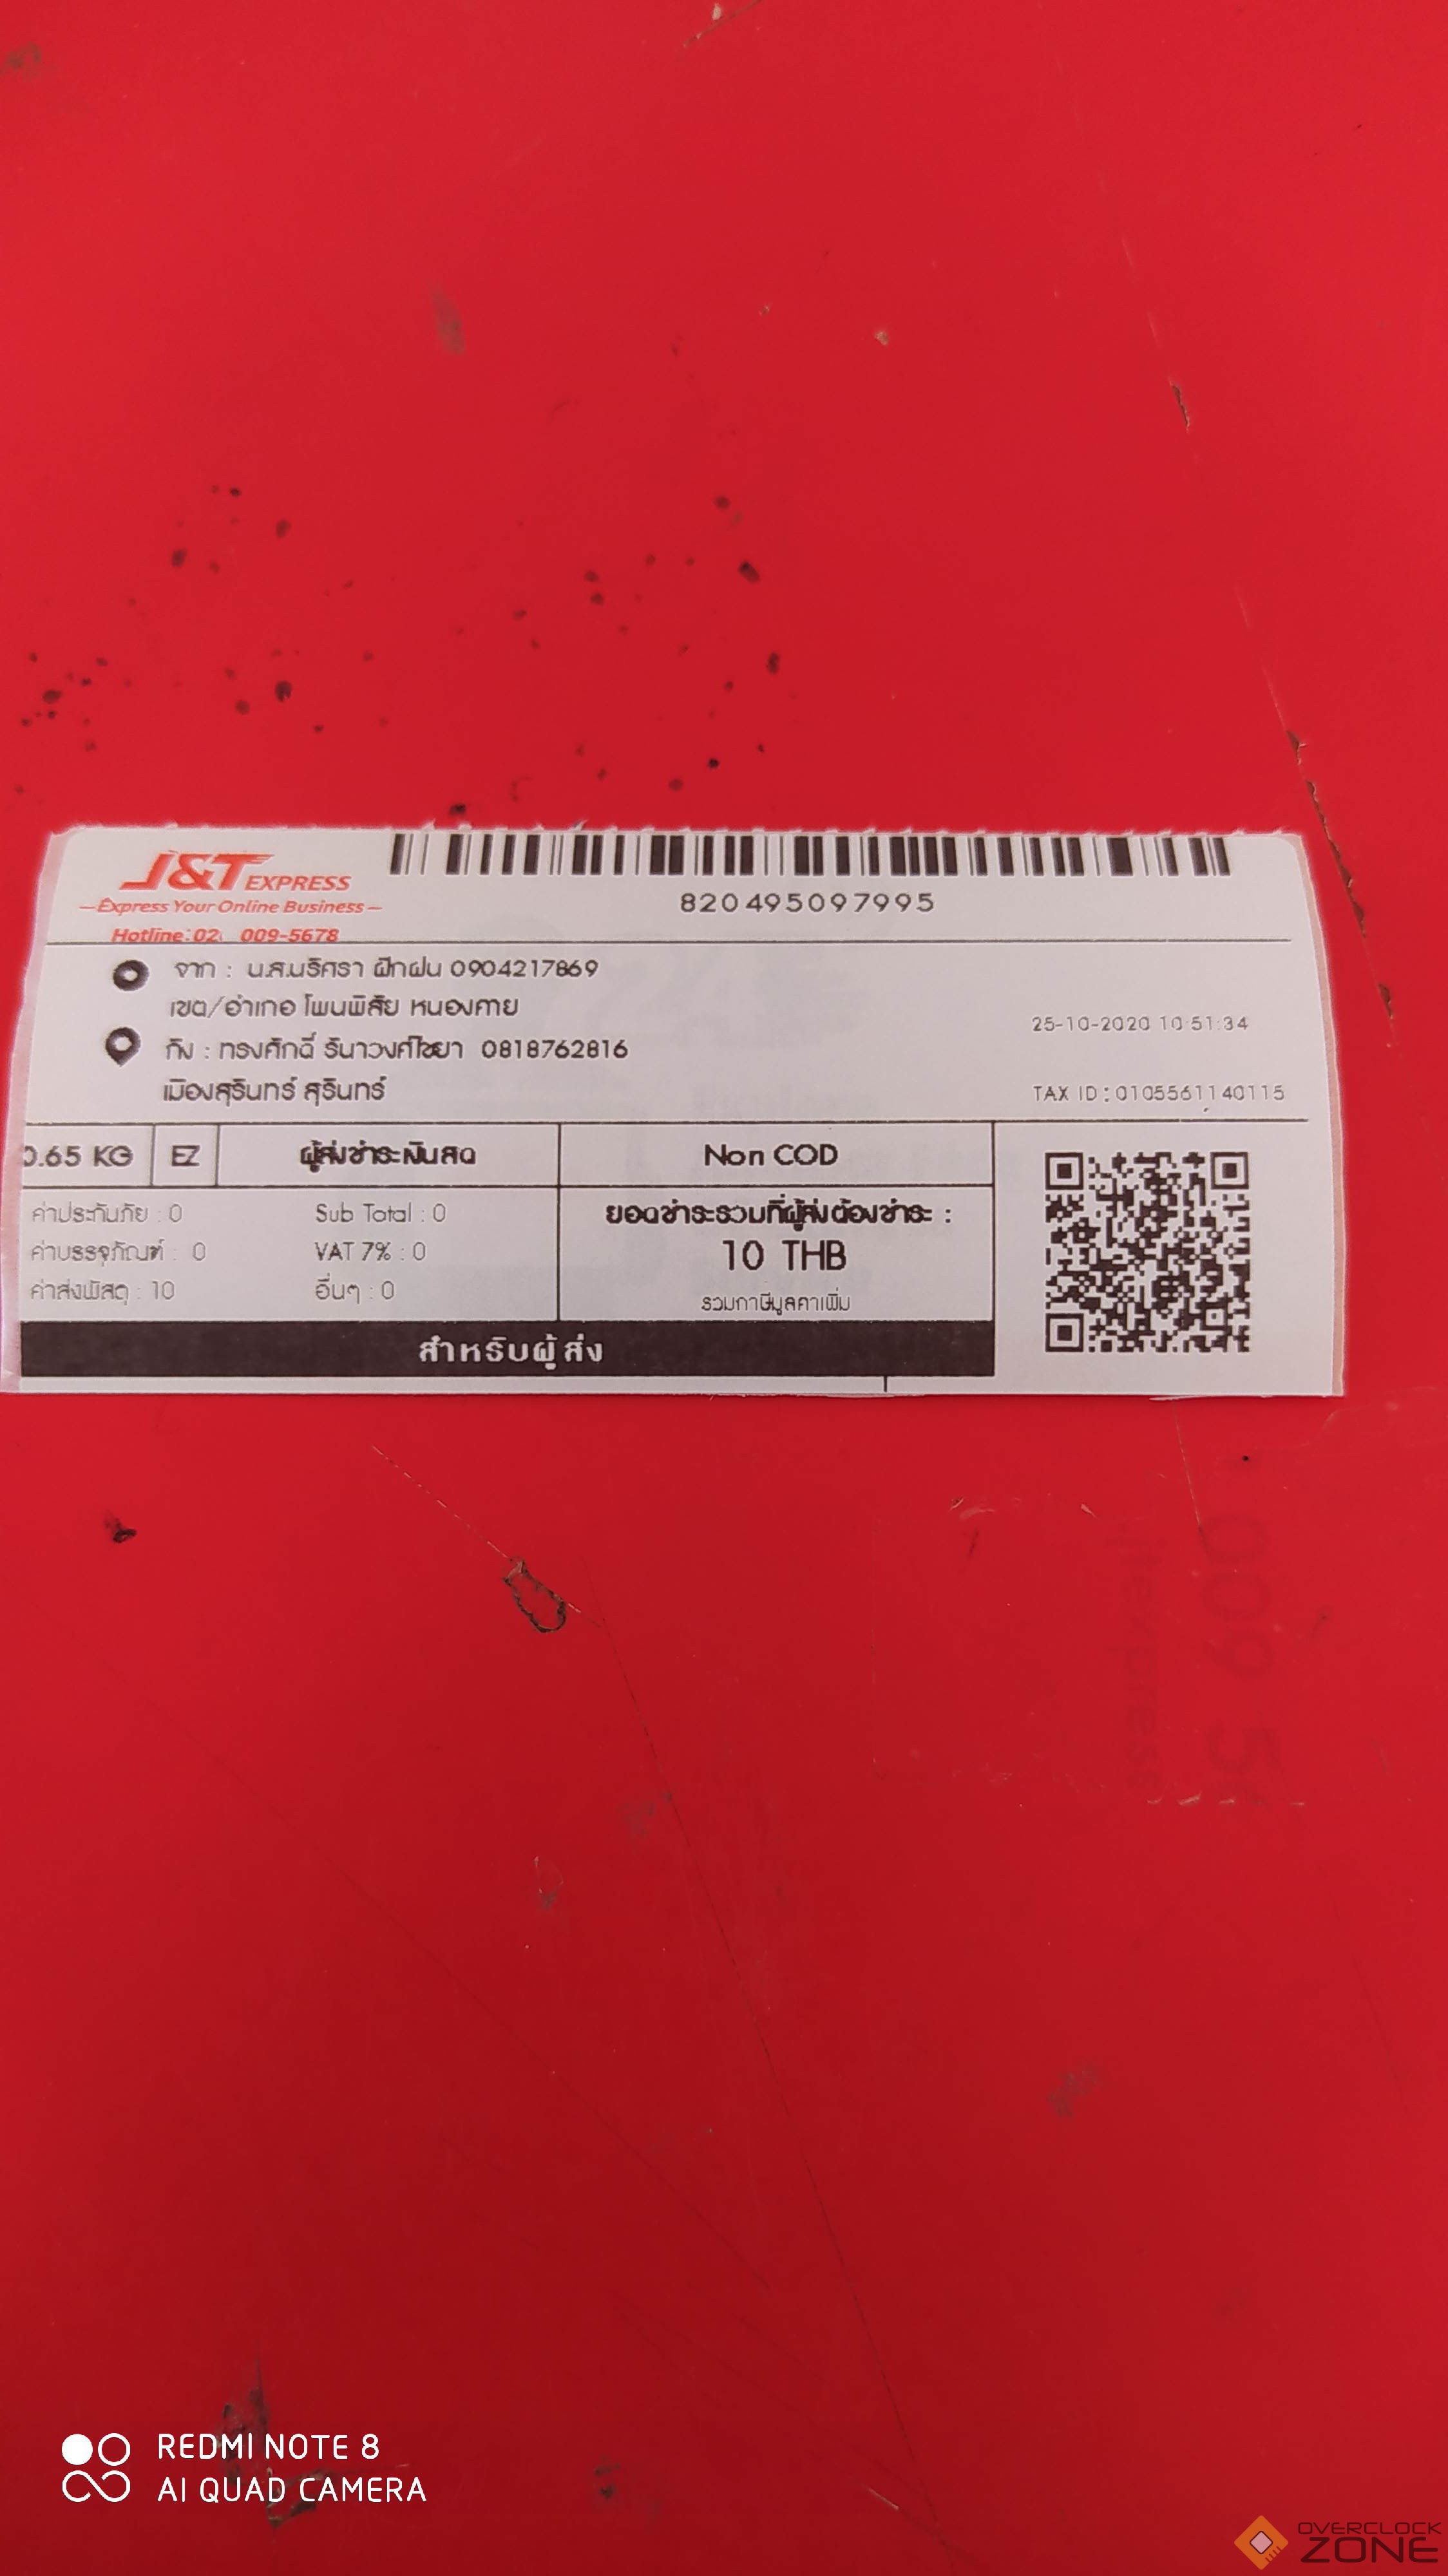 J&T EXPRESS
820495097995
Express Your Online Business
Hotline: 02 009-5678
จาก : น.ส.นริศรา ฝึกฝน 0904217869
เขต/อำเภอ โพนพิสัย หนองคาย
25-10-2020 10:51:34
ถึง : ทรงศักดิ์ รันาวงศ์ไชยา 0818762816
เมืองสุรินทร์ สุรินทร์
TAX ID : 0105561140115
0.65 KG EZ ผู้ส่งชำระเงินสด Non COD
ค่าประกันภัย : 0 Sub Total : 0 ยอดชำระรวมที่ผู้ส่งต้องชำระ :
ค่าบรรจุภัณฑ์ : 0 VAT 7% : 0 10 THB
ค่าส่งพัสดุ : 10 อื่นๆ : 0 รวมภาษีมูลค่าเพิ่ม
สำหรับผู้ส่ง
009 5
express
REDMI NOTE 8
AI QUAD CAMERA
OVERCLOCK
ZONE